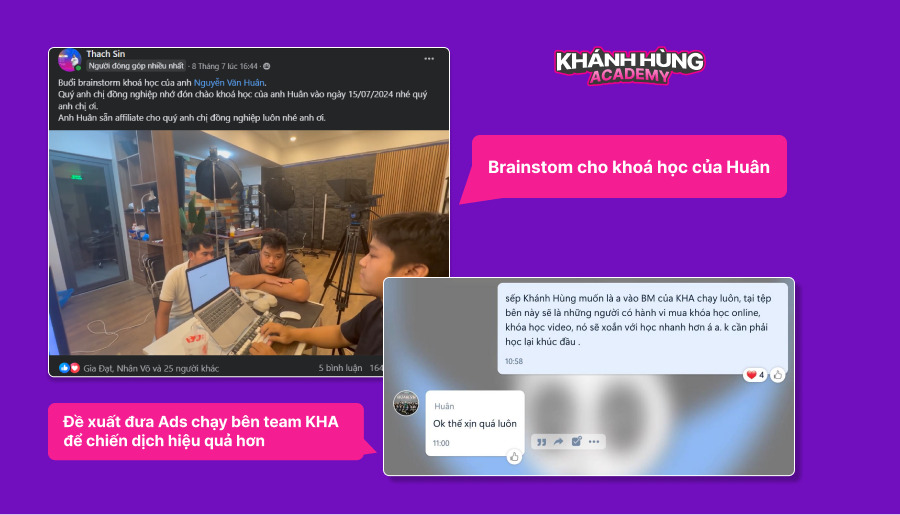 Thach Sin
Người đóng góp nhiều nhất · 8 Tháng 7 lúc 16:44 ·
Buổi brainstorm khoá học của anh Nguyễn Văn Huân.
Quý anh chị đồng nghiệp nhớ đón chào khoá học của anh Huân vào ngày 15/07/2024 nhé quý
anh chị ơi.
Anh Huân sẵn affiliate cho quý anh chị đồng nghiệp luôn nhé anh ơi.
Gia Đạt, Nhân Võ và 25 người khác
5 bình luận 164
KHÁNH HÙNG
ACADEMY
Brainstom cho khoá học của Huân
sếp Khánh Hùng muốn là a vào BM của KHA chạy luôn, tại tệp
bên này sẽ là những người có hành vi mua khóa học online,
khóa học video, nó sẽ xoắn với học nhanh hơn á a. k cần phải
học lại khúc đầu .
10:58
4
Huân
Ok thế xịn quá luôn
11:00
Đề xuất đưa Ads chạy bên team KHA
để chiến dịch hiệu quả hơn